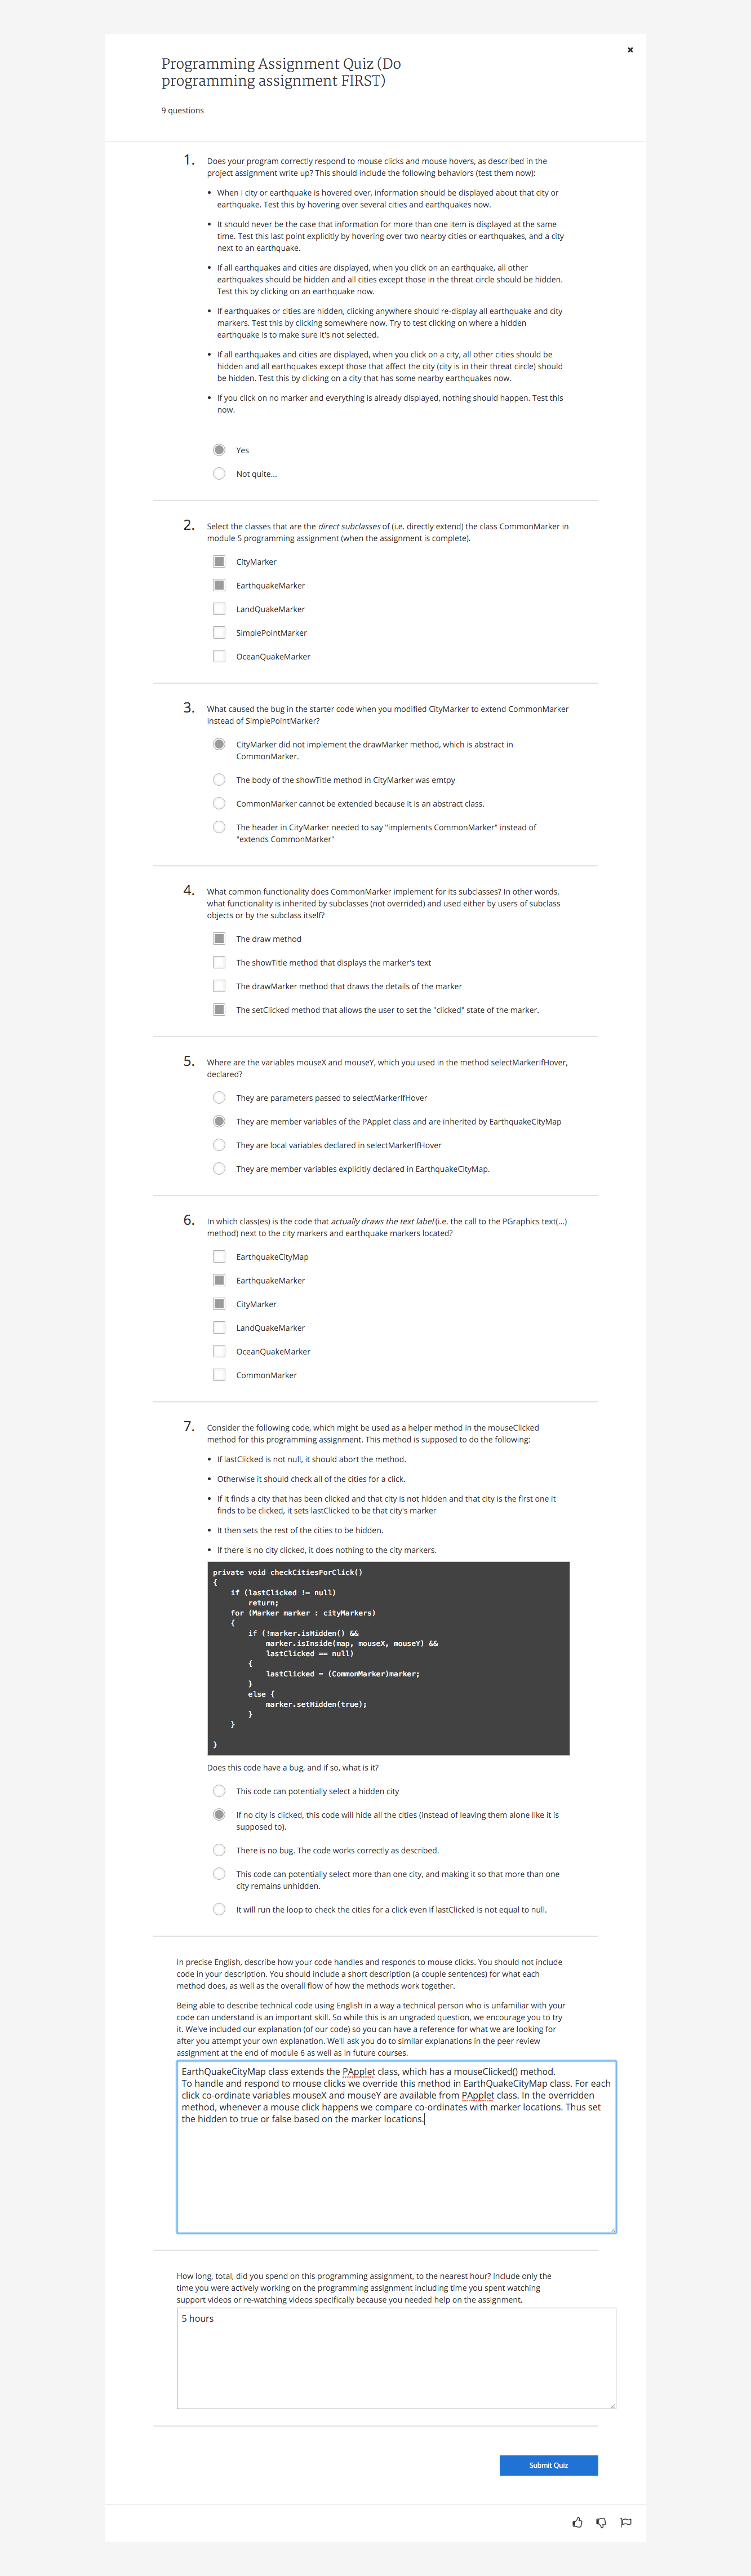 Programming Assignment Quiz (Do
programming assignment FIRST)
9 questions
1. Does your program correctly respond to mouse clicks and mouse hovers, as described in the
project assignment write up? This should include the following behaviors (test them now):
• When I city or earthquake is hovered over, information should be displayed about that city or
earthquake. Test this by hovering over several cities and earthquakes now.
• It should never be the case that information for more than one item is displayed at the same
time. Test this last point explicitly by hovering over two nearby cities or earthquakes, and a city
next to an earthquake.
• If all earthquakes and cities are displayed, when you click on an earthquake, all other
earthquakes should be hidden and all cities except those in the threat circle should be hidden.
Test this by clicking on an earthquake now.
• If earthquakes or cities are hidden, clicking anywhere should re-display all earthquake and city
markers. Test this by clicking somewhere now. Try to test clicking on where a hidden
earthquake is to make sure it's not selected.
• If all earthquakes and cities are displayed, when you click on a city, all other cities should be
hidden and all earthquakes except those that affect the city (city is in their threat circle) should
be hidden. Test this by clicking on a city that has some nearby earthquakes now.
• If you click on no marker and everything is already displayed, nothing should happen. Test this
now.
Yes
Not quite...
2. Select the classes that are the direct subclasses of (i.e. directly extend) the class CommonMarker in
module 5 programming assignment (when the assignment is complete).
CityMarker
EarthquakeMarker
LandQuakeMarker
SimplePointMarker
OceanQuakeMarker
3. What caused the bug in the starter code when you modified CityMarker to extend CommonMarker
instead of SimplePointMarker?
CityMarker did not implement the drawMarker method, which is abstract in
CommonMarker.
The body of the showTitle method in CityMarker was emtpy
CommonMarker cannot be extended because it is an abstract class.
The header in CityMarker needed to say "implements CommonMarker" instead of
"extends CommonMarker"
4. What common functionality does CommonMarker implement for its subclasses? In other words,
what functionality is inherited by subclasses (not overrided) and used either by users of subclass
objects or by the subclass itself?
The draw method
The showTitle method that displays the marker's text
The drawMarker method that draws the details of the marker
The setClicked method that allows the user to set the "clicked" state of the marker.
5. Where are the variables mouseX and mouseY, which you used in the method selectMarkerIfHover,
declared?
They are parameters passed to selectMarkerIfHover
They are member variables of the PApplet class and are inherited by EarthquakeCityMap
They are local variables declared in selectMarkerIfHover
They are member variables explicitly declared in EarthquakeCityMap.
6. In which class(es) is the code that actually draws the text label (i.e. the call to the PGraphics text(...)
method) next to the city markers and earthquake markers located?
EarthquakeCityMap
EarthquakeMarker
CityMarker
LandQuakeMarker
OceanQuakeMarker
CommonMarker
7. Consider the following code, which might be used as a helper method in the mouseClicked
method for this programming assignment. This method is supposed to do the following:
• If lastClicked is not null, it should abort the method.
• Otherwise it should check all of the cities for a click.
• If it finds a city that has been clicked and that city is not hidden and that city is the first one it
finds to be clicked, it sets lastClicked to be that city's marker
• It then sets the rest of the cities to be hidden.
• If there is no city clicked, it does nothing to the city markers.
private void checkCitiesForClick()
{
if (lastClicked != null)
return;
for (Marker marker : cityMarkers)
{
if (!marker.isHidden() &&
marker.isInside(map, mouseX, mouseY) &&
lastClicked == null)
{
lastClicked = (CommonMarker)marker;
}
else {
marker.setHidden(true);
}
}
}
Does this code have a bug, and if so, what is it?
This code can potentially select a hidden city
If no city is clicked, this code will hide all the cities (instead of leaving them alone like it is
supposed to).
There is no bug. The code works correctly as described.
This code can potentially select more than one city, and making it so that more than one
city remains unhidden.
It will run the loop to check the cities for a click even if lastClicked is not equal to null.
In precise English, describe how your code handles and responds to mouse clicks. You should not include
code in your description. You should include a short description (a couple sentences) for what each
method does, as well as the overall flow of how the methods work together.
Being able to describe technical code using English in a way a technical person who is unfamiliar with your
code can understand is an important skill. So while this is an ungraded question, we encourage you to try
it. We've included our explanation (of our code) so you can have a reference for what we are looking for
after you attempt your own explanation. We'll ask you do to similar explanations in the peer review
assignment at the end of module 6 as well as in future courses.
EarthQuakeCityMap class extends the PApplet class, which has a mouseClicked() method.
To handle and respond to mouse clicks we override this method in EarthQuakeCityMap class. For each
click co-ordinate variables mouseX and mouseY are available from PApplet class. In the overridden
method, whenever a mouse click happens we compare co-ordinates with marker locations. Thus set
the hidden to true or false based on the marker locations.
How long, total, did you spend on this programming assignment, to the nearest hour? Include only the
time you were actively working on the programming assignment including time you spent watching
support videos or re-watching videos specifically because you needed help on the assignment.
5 hours
Submit Quiz